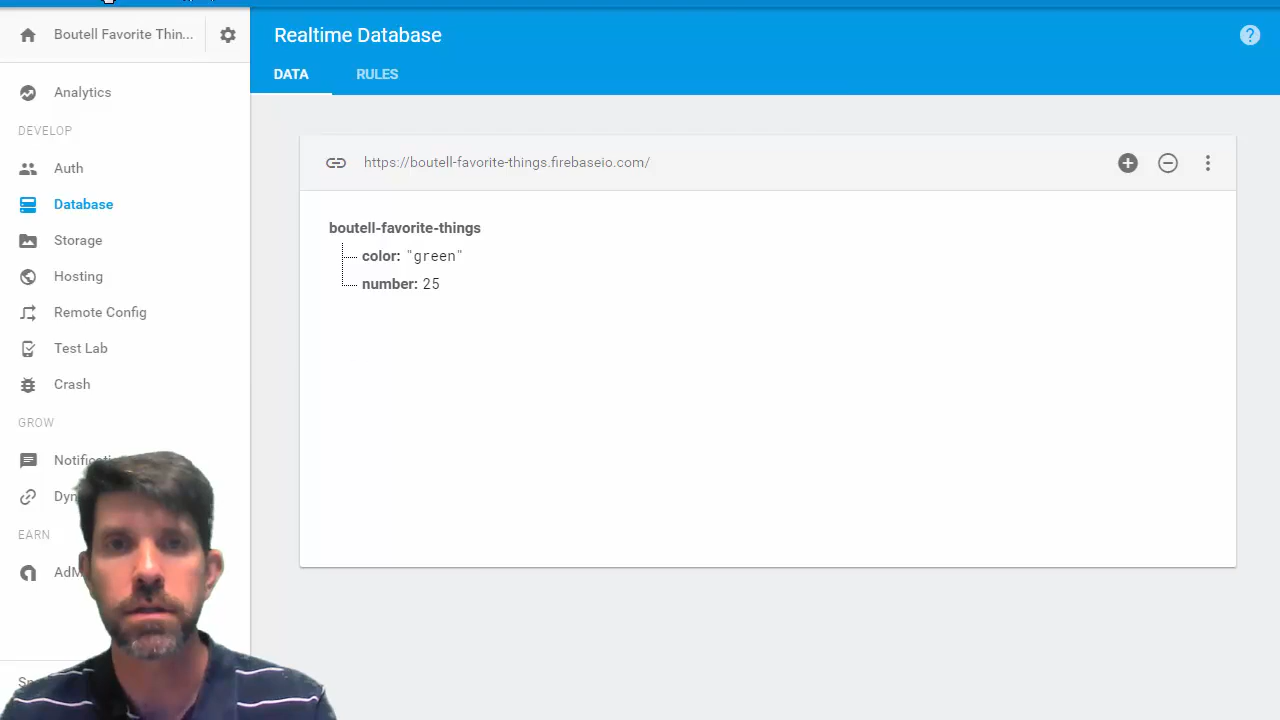 Boutell Favorite Thin...
Realtime Database
DATA
RULES
Analytics
DEVELOP
Auth
Database
Storage
Hosting
Remote Config
Test Lab
Crash
GROW
EARN
https://boutell-favorite-things.firebaseio.com/
boutell-favorite-things
color: "green"
number: 25